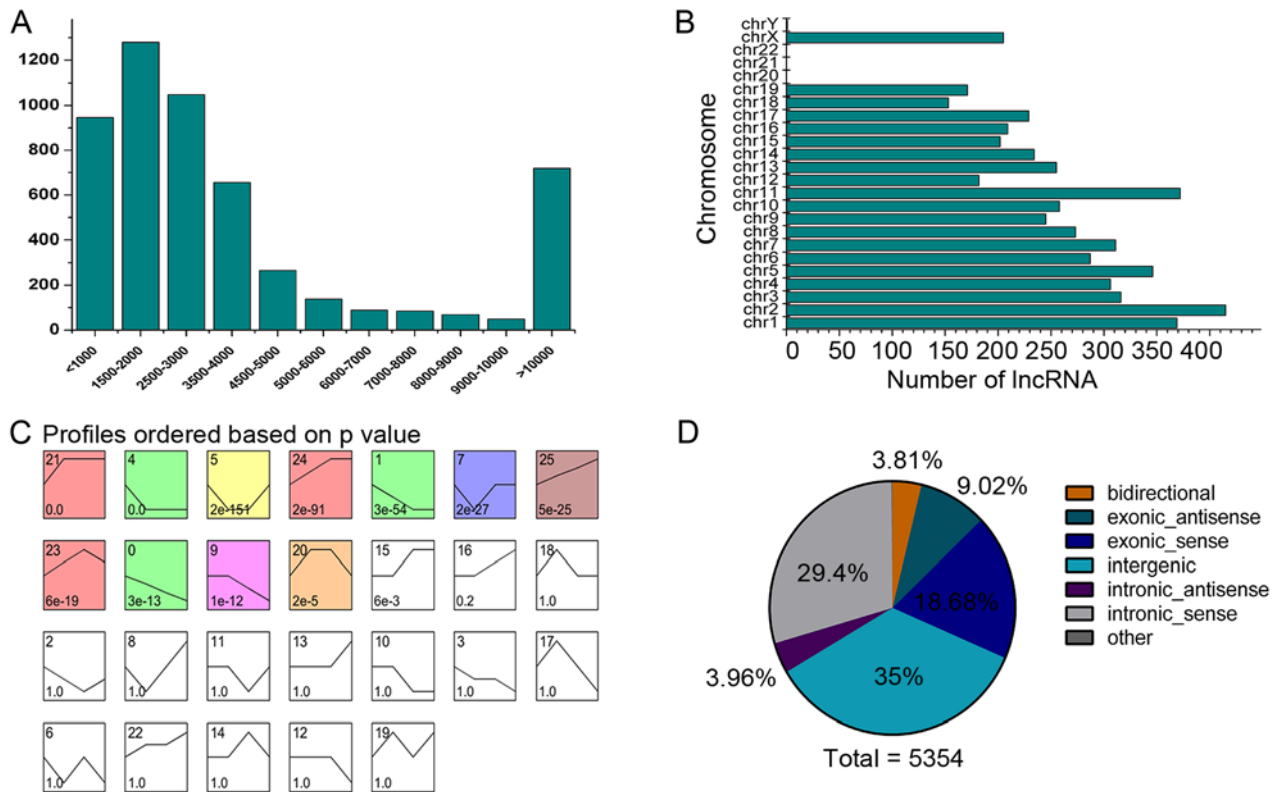 A
1200
1000
800
600
400
200
0
<1000
1500-2000
2500-3000
3500-4000
4500-5000
5000-6000
6000-7000
7000-8000
8000-9000
9000-10000
>10000
B
Chromosome
chrY
chrX
chr22
chr21
chr20
chr19
chr18
chr17
chr16
chr15
chr14
chr13
chr12
chr11
chr10
chr9
chr8
chr7
chr6
chr5
chr4
chr3
chr2
chr1
0 50 100 150 200 250 300 350 400
Number of lncRNA
C Profiles ordered based on p value
21 4 5 24 1 7 25
0.0 0.0 2e-151 2e-91 3e-54 2e-27 5e-25
23 0 9 20 15 16 18
6e-19 3e-13 1e-12 2e-5 6e-3 0.2 1.0
2 8 11 13 10 3 17
1.0 1.0 1.0 1.0 1.0 1.0 1.0
6 22 14 12 19
1.0 1.0 1.0 1.0 1.0
D
3.81%
9.02%
18.68%
35%
3.96%
29.4%
Total = 5354
bidirectional
exonic_antisense
exonic_sense
intergenic
intronic_antisense
intronic_sense
other